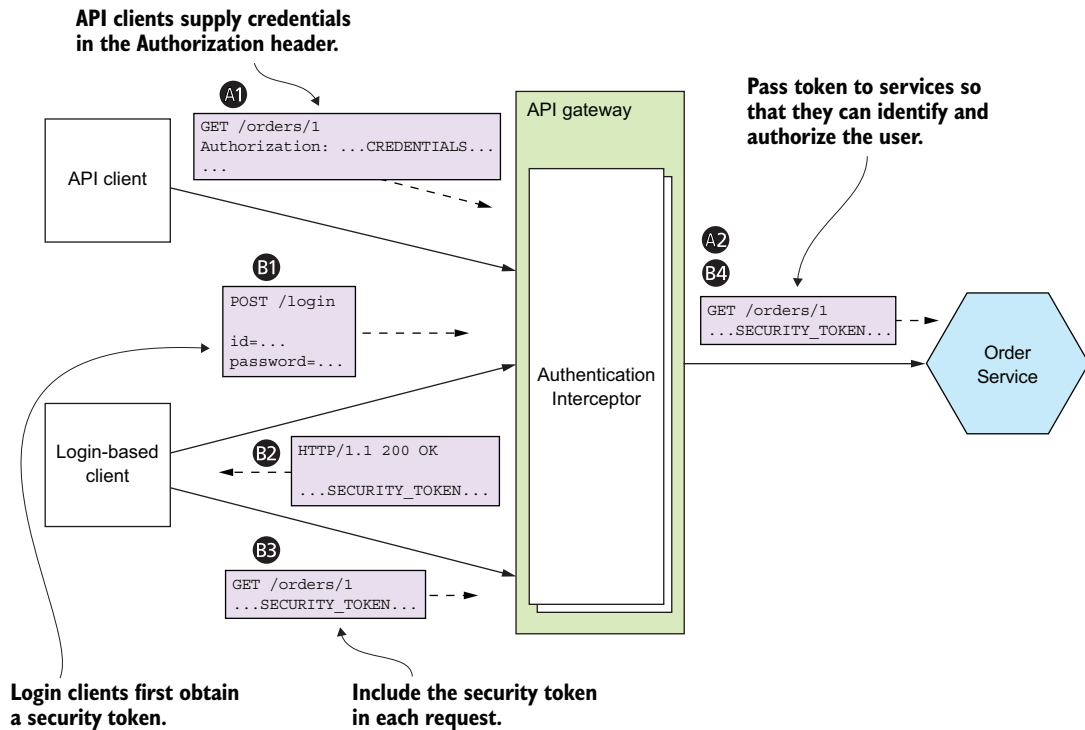 API clients supply credentials
in the Authorization header.
A1
GET /orders/1
Authorization: ...CREDENTIALS...
...
API client
API gateway
Pass token to services so
that they can identify and
authorize the user.
A2
B4
GET /orders/1
...SECURITY_TOKEN...
B1
POST /login
id=...
password=...
Authentication
Interceptor
Order
Service
Login-based
client
B2
HTTP/1.1 200 OK
...SECURITY_TOKEN...
B3
GET /orders/1
...SECURITY_TOKEN...
Login clients first obtain
a security token.
Include the security token
in each request.